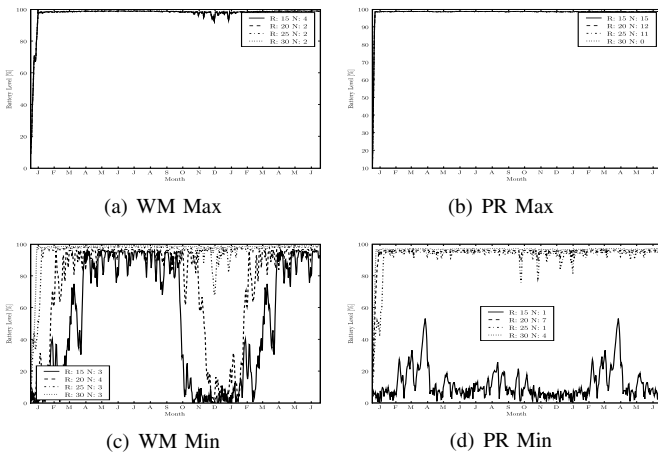 100
80
60
40
20
0
Battery Level [%]
R: 15 N: 4
R: 20 N: 2
R: 25 N: 2
R: 30 N: 2
J F M A M J J A S O N D J F M A M J
Month
(a) WM Max
100
90
80
70
60
50
40
30
20
10
Battery Level [%]
R: 15 N: 15
R: 20 N: 12
R: 25 N: 11
R: 30 N: 0
J F M A M J J A S O N D J F M A M J
Month
(b) PR Max
100
80
60
40
20
0
Battery Level [%]
R: 15 N: 3
R: 20 N: 4
R: 25 N: 3
R: 30 N: 3
J F M A M J J A S O N D J F M A M J
Month
(c) WM Min
100
80
60
40
20
0
Battery Level [%]
R: 15 N: 1
R: 20 N: 7
R: 25 N: 1
R: 30 N: 4
J F M A M J J A S O N D J F M A M J
Month
(d) PR Min